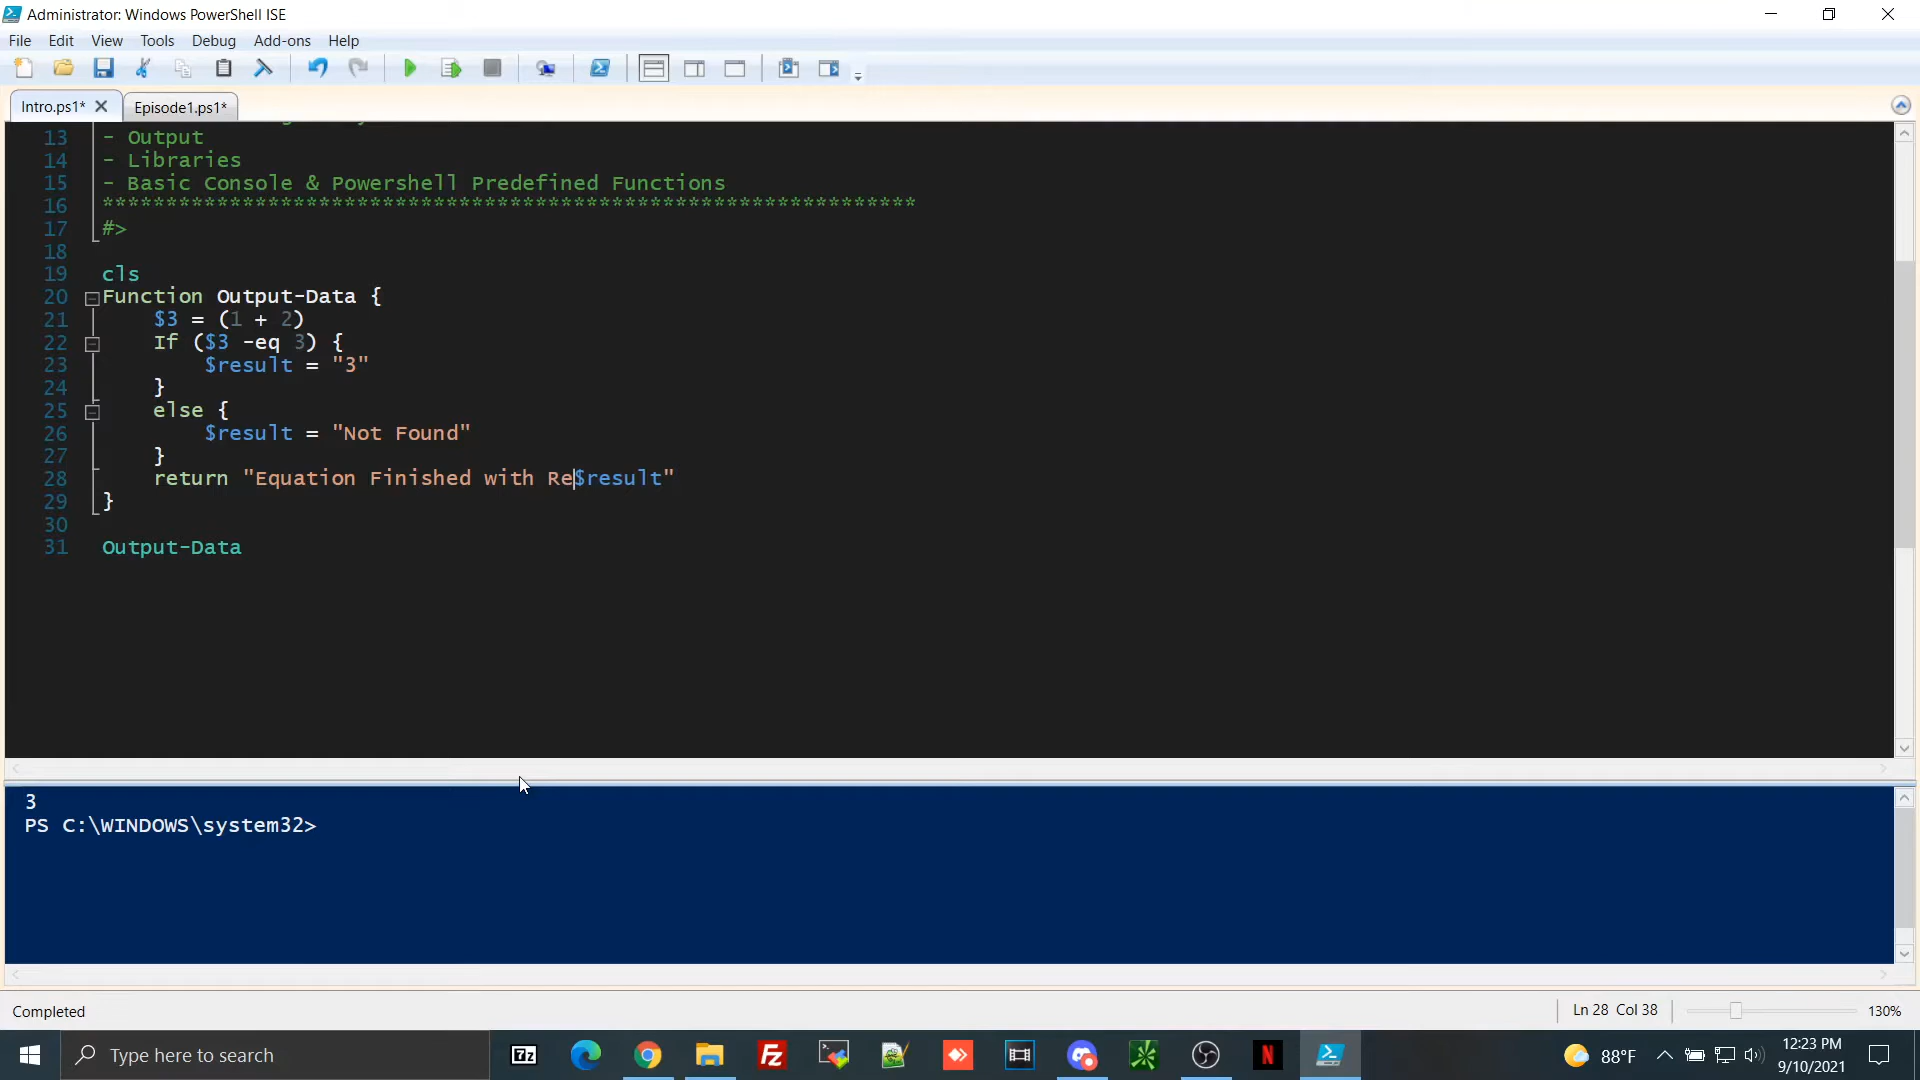 Administrator: Windows PowerShell ISE
File Edit View Tools Debug Add-ons Help
Intro.ps1* Episode1.ps1*
13 - Output
14 - Libraries
15 - Basic Console & Powershell Predefined Functions
16 ****************************************************************
17 #>
18
19 cls
20 Function Output-Data {
21 $3 = (1 + 2)
22 If ($3 -eq 3) {
23 $result = "3"
24 }
25 else {
26 $result = "Not Found"
27 }
28 return "Equation Finished with Re$result"
29 }
30
31 Output-Data
3
PS C:\WINDOWS\system32>
Completed Ln 28 Col 38 130%
Type here to search 7z Fz N 88°F 12:23 PM
9/10/2021